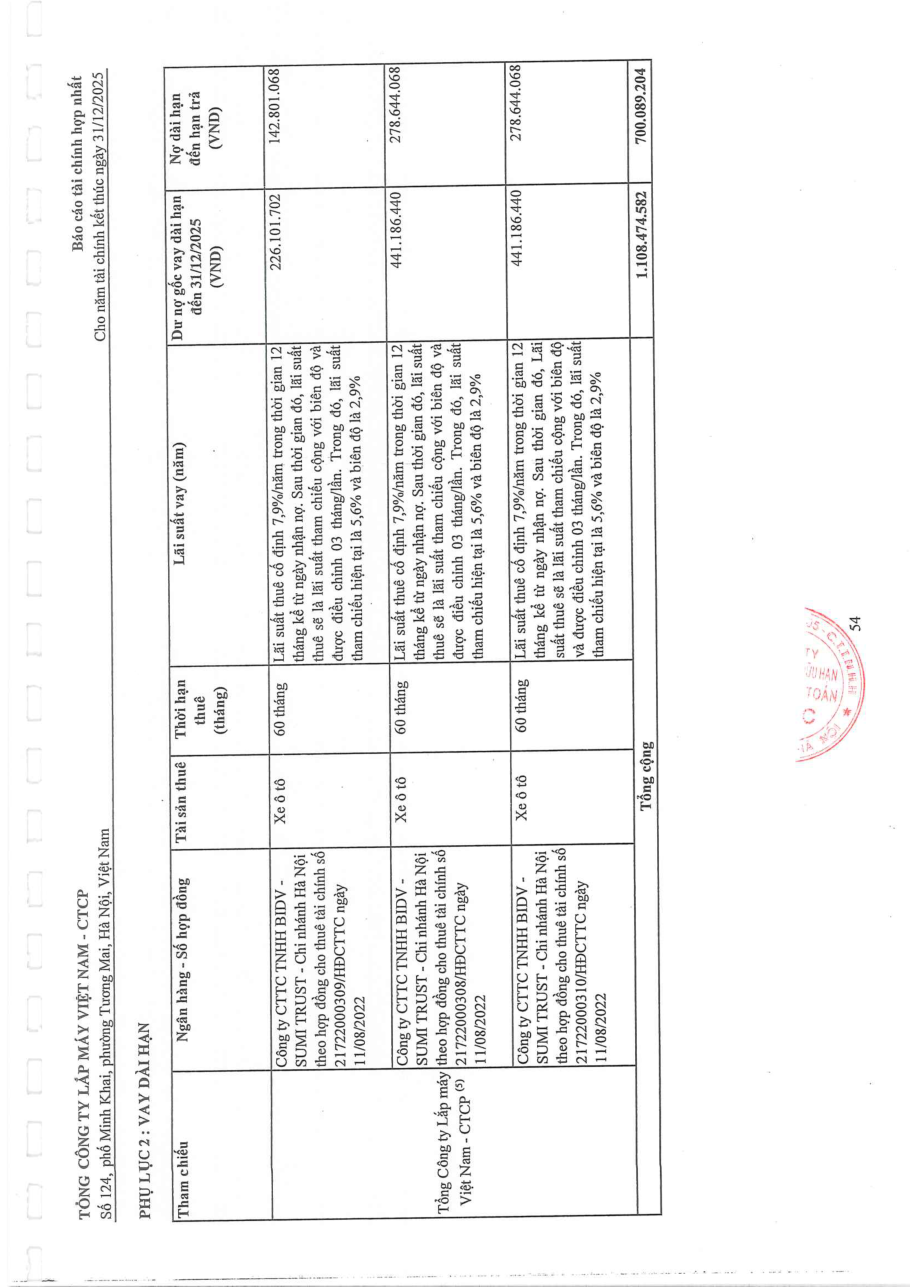 TỔNG CÔNG TY LẮP MÁY VIỆT NAM - CTCP
Số 124, phố Minh Khai, phường Tương Mai, Hà Nội, Việt Nam
Báo cáo tài chính hợp nhất
Cho năm tài chính kết thúc ngày 31/12/2025
PHỤ LỤC 2 : VAY DÀI HẠN
Tham chiếu
Ngân hàng - Số hợp đồng
Tài sản thuê
Thời hạn
thuê
(tháng)
Lãi suất vay (năm)
Dư nợ gốc vay dài hạn
đến 31/12/2025
(VND)
Nợ dài hạn
đến hạn trả
(VND)
Tổng Công ty Lắp máy
Việt Nam - CTCP (5)
Công ty CTTC TNHH BIDV -
SUMI TRUST - Chi nhánh Hà Nội
theo hợp đồng cho thuê tài chính số
21722000309/HĐCTTC ngày
11/08/2022
Xe ô tô
60 tháng
Lãi suất thuê cố định 7,9%/năm trong thời gian 12
tháng kể từ ngày nhận nợ. Sau thời gian đó, lãi suất
thuê sẽ là lãi suất tham chiếu cộng với biên độ và
được điều chỉnh 03 tháng/lần. Trong đó, lãi suất
tham chiếu hiện tại là 5,6% và biên độ là 2,9%
226.101.702
142.801.068
Công ty CTTC TNHH BIDV -
SUMI TRUST - Chi nhánh Hà Nội
theo hợp đồng cho thuê tài chính số
21722000308/HĐCTTC ngày
11/08/2022
Xe ô tô
60 tháng
Lãi suất thuê cố định 7,9%/năm trong thời gian 12
tháng kể từ ngày nhận nợ. Sau thời gian đó, lãi suất
thuê sẽ là lãi suất tham chiếu cộng với biên độ và
được điều chỉnh 03 tháng/lần. Trong đó, lãi suất
tham chiếu hiện tại là 5,6% và biên độ là 2,9%
441.186.440
278.644.068
Công ty CTTC TNHH BIDV -
SUMI TRUST - Chi nhánh Hà Nội
theo hợp đồng cho thuê tài chính số
21722000310/HĐCTTC ngày
11/08/2022
Xe ô tô
60 tháng
Lãi suất thuê cố định 7,9%/năm trong thời gian 12
tháng kể từ ngày nhận nợ. Sau thời gian đó, Lãi
suất thuê sẽ là lãi suất tham chiếu cộng với biên độ
và được điều chỉnh 03 tháng/lần. Trong đó, lãi suất
tham chiếu hiện tại là 5,6% và biên độ là 2,9%
441.186.440
278.644.068
Tổng cộng
1.108.474.582
700.089.204
TY
HẠN
TOÁN
C
NỘI
54